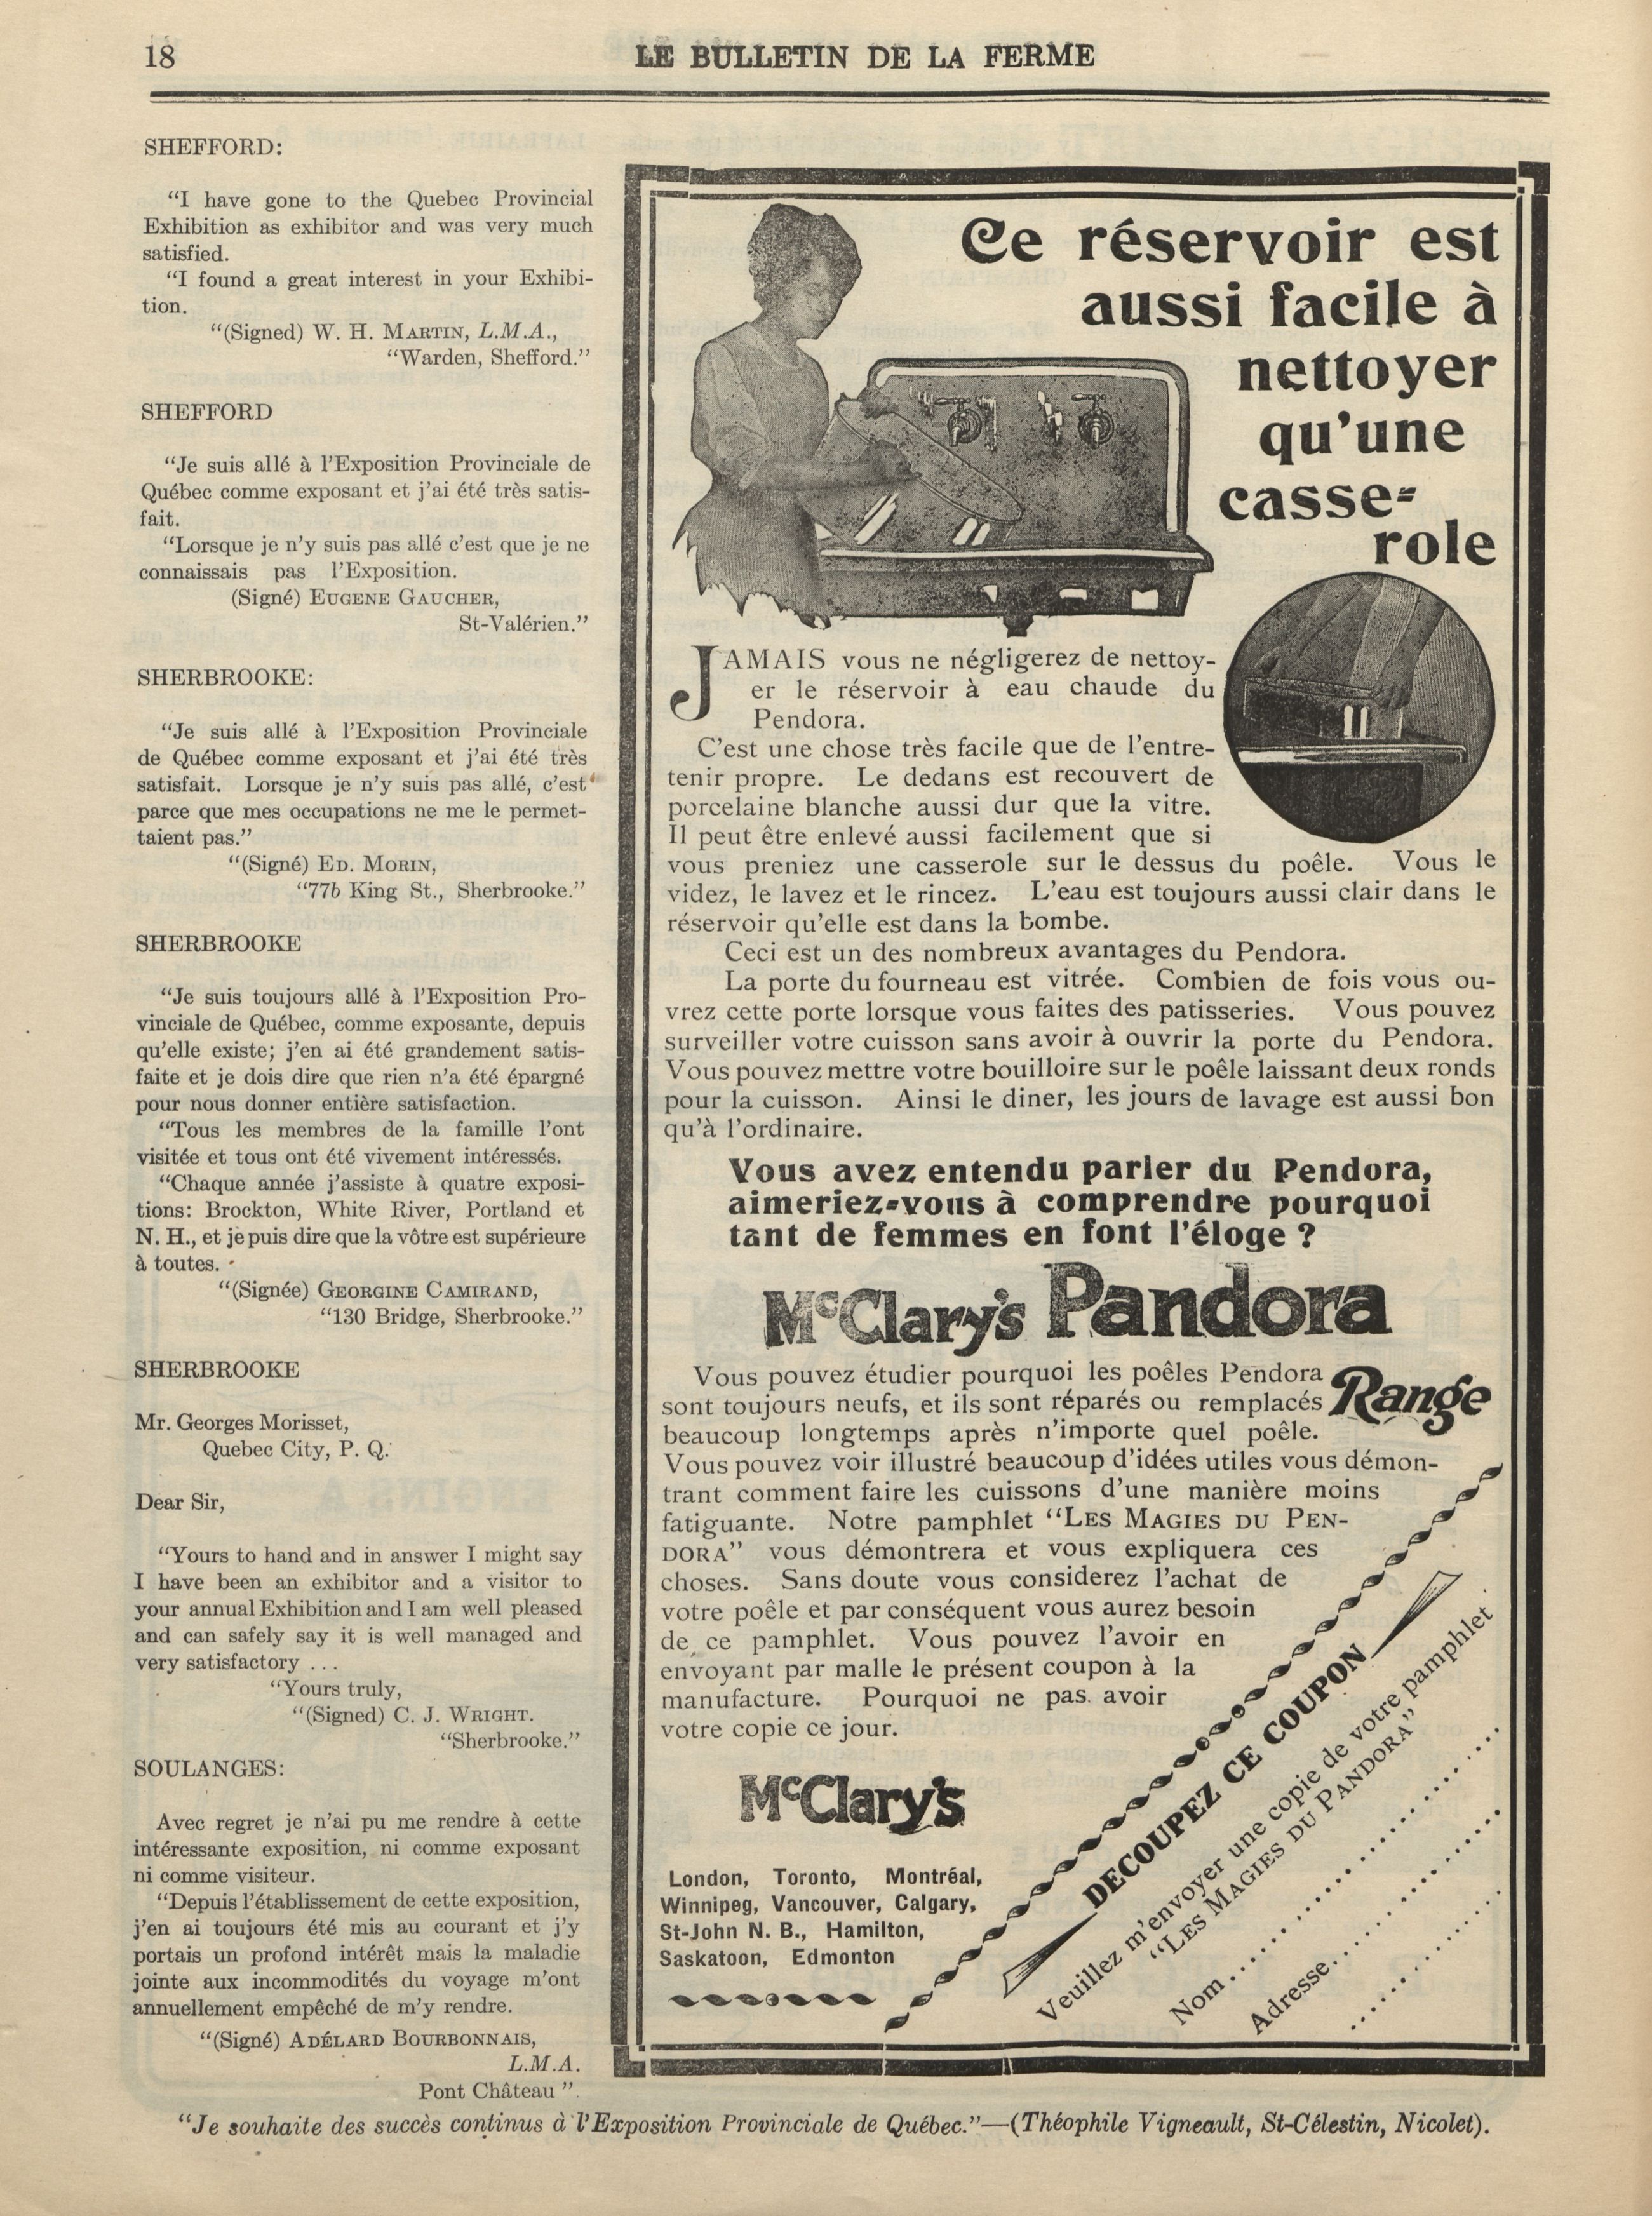 18
LE BULLETIN DE LA FERME
SHEFFORD:
“I have gone to the Quebec Provincial
Exhibition as exhibitor and was very much
satisfied.
“I found a great interest in your Exhibi-
tion.
“(Signed) W. H. MARTIN, L.M.A.,
“Warden, Shefford.”
SHEFFORD
“Je suis allé à l’Exposition Provinciale de
Québec comme exposant et j’ai été très satis-
fait.
“Lorsque je n’y suis pas allé c’est que je ne
connaissais pas l’Exposition.
(Signé) EUGENE GAUCHER,
St-Valérien.”
SHERBROOKE:
“Je suis allé à l’Exposition Provinciale
de Québec comme exposant et j’ai été très
satisfait. Lorsque je n’y suis pas allé, c’est
parce que mes occupations ne me le permet-
taient pas.”
“(Signé) ED. MORIN,
“77b King St., Sherbrooke.”
SHERBROOKE
“Je suis toujours allé à l’Exposition Pro-
vinciale de Québec, comme exposante, depuis
qu’elle existe; j’en ai été grandement satis-
faite et je dois dire que rien n’a été épargné
pour nous donner entière satisfaction.
“Tous les membres de la famille l’ont
visitée et tous ont été vivement intéressés.
“Chaque année j’assiste à quatre exposi-
tions: Brockton, White River, Portland et
N. H., et je puis dire que la vôtre est supérieure
à toutes.
“(Signée) GEORGINE CAMIRAND,
“130 Bridge, Sherbrooke.”
SHERBROOKE
Mr. Georges Morisset,
Quebec City, P. Q.
Dear Sir,
“Yours to hand and in answer I might say
I have been an exhibitor and a visitor to
your annual Exhibition and I am well pleased
and can safely say it is well managed and
very satisfactory ...
“Yours truly,
“(Signed) C. J. WRIGHT.
“Sherbrooke.”
SOULANGES:
Avec regret je n’ai pu me rendre à cette
intéressante exposition, ni comme exposant
ni comme visiteur.
“Depuis l’établissement de cette exposition,
j’en ai toujours été mis au courant et j’y
portais un profond intérêt mais la maladie
jointe aux incommodités du voyage m’ont
annuellement empêché de m’y rendre.
“(Signé) ADÉLARD BOURBONNAIS,
L.M.A.
Pont Château ”.
Ce réservoir est
aussi facile à
nettoyer
qu’une
casse-
role
JAMAIS vous ne négligerez de nettoy-
er le réservoir à eau chaude du
Pendora.
C’est une chose très facile que de l’entre-
tenir propre. Le dedans est recouvert de
porcelaine blanche aussi dur que la vitre.
Il peut être enlevé aussi facilement que si
vous preniez une casserole sur le dessus du poêle. Vous le
videz, le lavez et le rincez. L’eau est toujours aussi clair dans le
réservoir qu’elle est dans la bombe.
Ceci est un des nombreux avantages du Pendora.
La porte du fourneau est vitrée. Combien de fois vous ou-
vrez cette porte lorsque vous faites des patisseries. Vous pouvez
surveiller votre cuisson sans avoir à ouvrir la porte du Pendora.
Vous pouvez mettre votre bouilloire sur le poêle laissant deux ronds
pour la cuisson. Ainsi le diner, les jours de lavage est aussi bon
qu’à l’ordinaire.
Vous avez entendu parler du Pendora,
aimeriez-vous à comprendre pourquoi
tant de femmes en font l’éloge ?
McClary’s Pandora
Range
Vous pouvez étudier pourquoi les poêles Pendora
sont toujours neufs, et ils sont réparés ou remplacés
beaucoup longtemps après n’importe quel poêle.
Vous pouvez voir illustré beaucoup d’idées utiles vous démon-
trant comment faire les cuissons d’une manière moins
fatiguante. Notre pamphlet “LES MAGIES DU PEN-
DORA” vous démontrera et vous expliquera ces
choses. Sans doute vous considerez l’achat de
votre poêle et par conséquent vous aurez besoin
de ce pamphlet. Vous pouvez l’avoir en
envoyant par malle le présent coupon à la
manufacture. Pourquoi ne pas avoir
votre copie ce jour.
McClary’s
London, Toronto, Montréal,
Winnipeg, Vancouver, Calgary,
St-John N. B., Hamilton,
Saskatoon, Edmonton
DECOUPEZ CE COUPON
Veuillez m’envoyer une copie de votre pamphlet
“LES MAGIES DU PANDORA”
Nom
Adresse
“Je souhaite des succès continus à l’Exposition Provinciale de Québec.”—(Théophile Vigneault, St-Célestin, Nicolet).